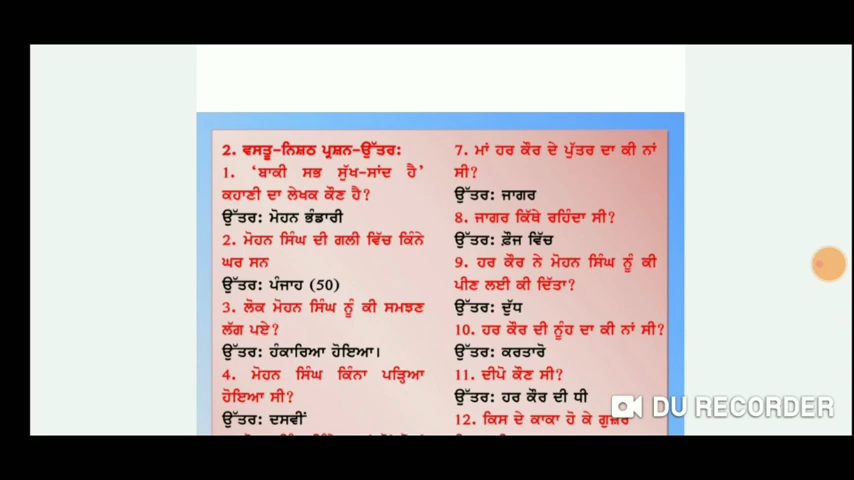 2. ਵਸਤੂ-ਨਿਸ਼ਠ ਪ੍ਰਸ਼ਨ-ਉੱਤਰ:
1. ‘ਬਾਕੀ ਸਭ ਸੁੱਖ-ਸਾਂਦ ਹੈ’
ਕਹਾਣੀ ਦਾ ਲੇਖਕ ਕੌਣ ਹੈ?
ਉੱਤਰ: ਮੋਹਨ ਭੰਡਾਰੀ
2. ਮੋਹਨ ਸਿੰਘ ਦੀ ਗਲੀ ਵਿੱਚ ਕਿੰਨੇ
ਘਰ ਸਨ
ਉੱਤਰ: ਪੰਜਾਹ (50)
3. ਲੋਕ ਮੋਹਨ ਸਿੰਘ ਨੂੰ ਕੀ ਸਮਝਣ
ਲੱਗ ਪਏ?
ਉੱਤਰ: ਹੰਕਾਰਿਆ ਹੋਇਆ।
4. ਮੋਹਨ ਸਿੰਘ ਕਿੰਨਾ ਪੜ੍ਹਿਆ
ਹੋਇਆ ਸੀ?
ਉੱਤਰ: ਦਸਵੀਂ
7. ਮਾਂ ਹਰ ਕੌਰ ਦੇ ਪੁੱਤਰ ਦਾ ਕੀ ਨਾਂ
ਸੀ?
ਉੱਤਰ: ਜਾਗਰ
8. ਜਾਗਰ ਕਿੱਥੇ ਰਹਿੰਦਾ ਸੀ?
ਉੱਤਰ: ਫ਼ੌਜ ਵਿੱਚ
9. ਹਰ ਕੌਰ ਨੇ ਮੋਹਨ ਸਿੰਘ ਨੂੰ ਕੀ
ਪੀਣ ਲਈ ਕੀ ਦਿੱਤਾ?
ਉੱਤਰ: ਦੁੱਧ
10. ਹਰ ਕੌਰ ਦੀ ਨੂੰਹ ਦਾ ਕੀ ਨਾਂ ਸੀ?
ਉੱਤਰ: ਕਰਤਾਰੋ
11. ਦੀਪੋ ਕੌਣ ਸੀ?
ਉੱਤਰ: ਹਰ ਕੌਰ ਦੀ ਧੀ
12. ਕਿਸ ਦੇ ਕਾਕਾ ਹੋ ਕੇ ਗੁਜ਼ਰ
DU RECORDER